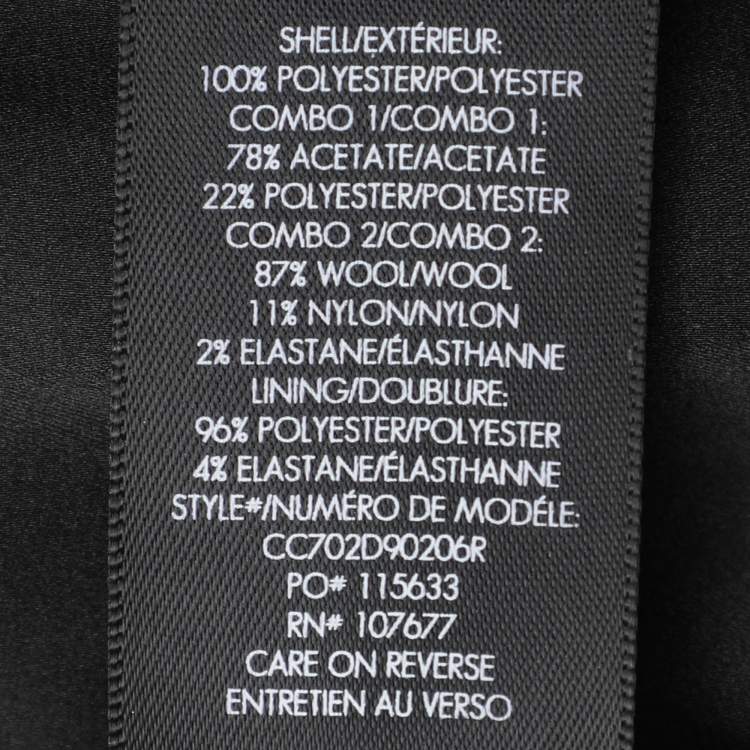 SHELL/EXTÉRIEUR:
100% POLYESTER/POLYESTER
COMBO 1/COMBO 1:
78% ACETATE/ACETATE
22% POLYESTER/POLYESTER
COMBO 2/COMBO 2:
87% WOOL/WOOL
11% NYLON/NYLON
2% ELASTANE/ÉLASTHANNE
LINING/DOUBLURE:
96% POLYESTER/POLYESTER
4% ELASTANE/ÉLASTHANNE
STYLE#/NUMÉRO DE MODÉLE:
CC702D90206R
PO# 115633
RN# 107677
CARE ON REVERSE
ENTRETIEN AU VERSO